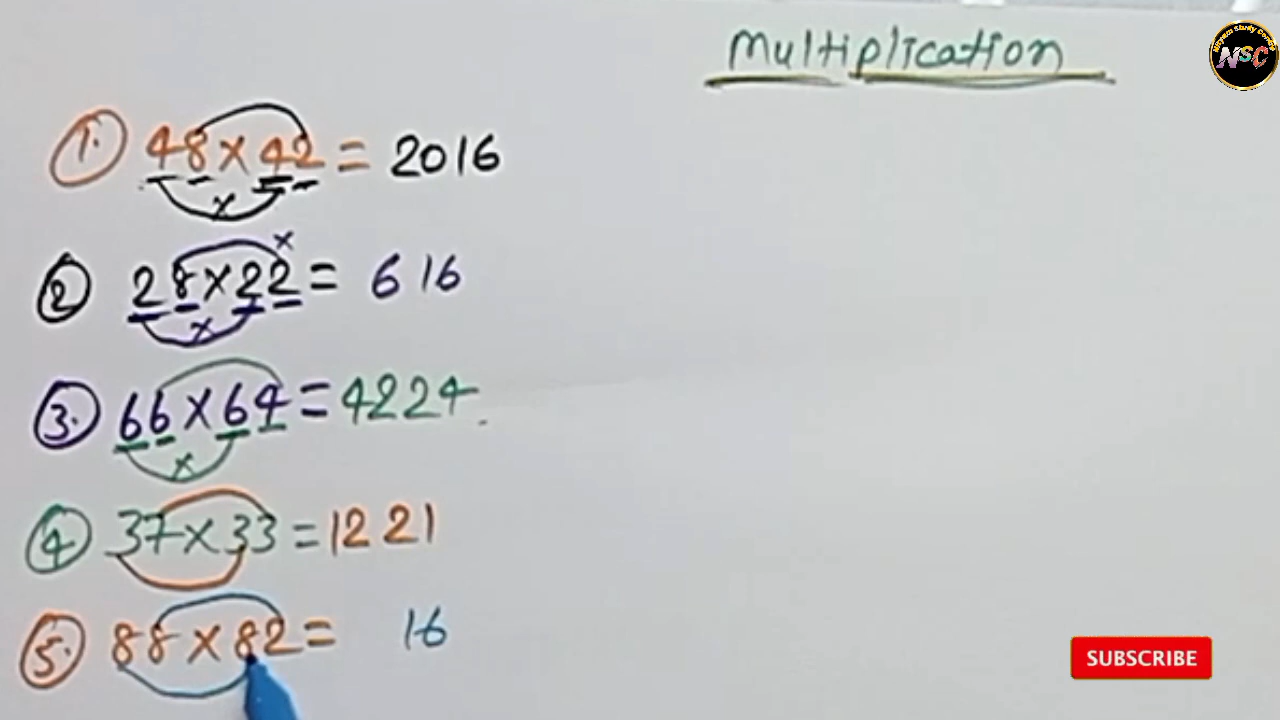 Multiplication
NSC
1. 48 x 42 = 2016
2 28 x 22 = 616
3. 66 x 64 = 4224
4 37 x 33 = 1221
5. 88 x 82 = 16
SUBSCRIBE